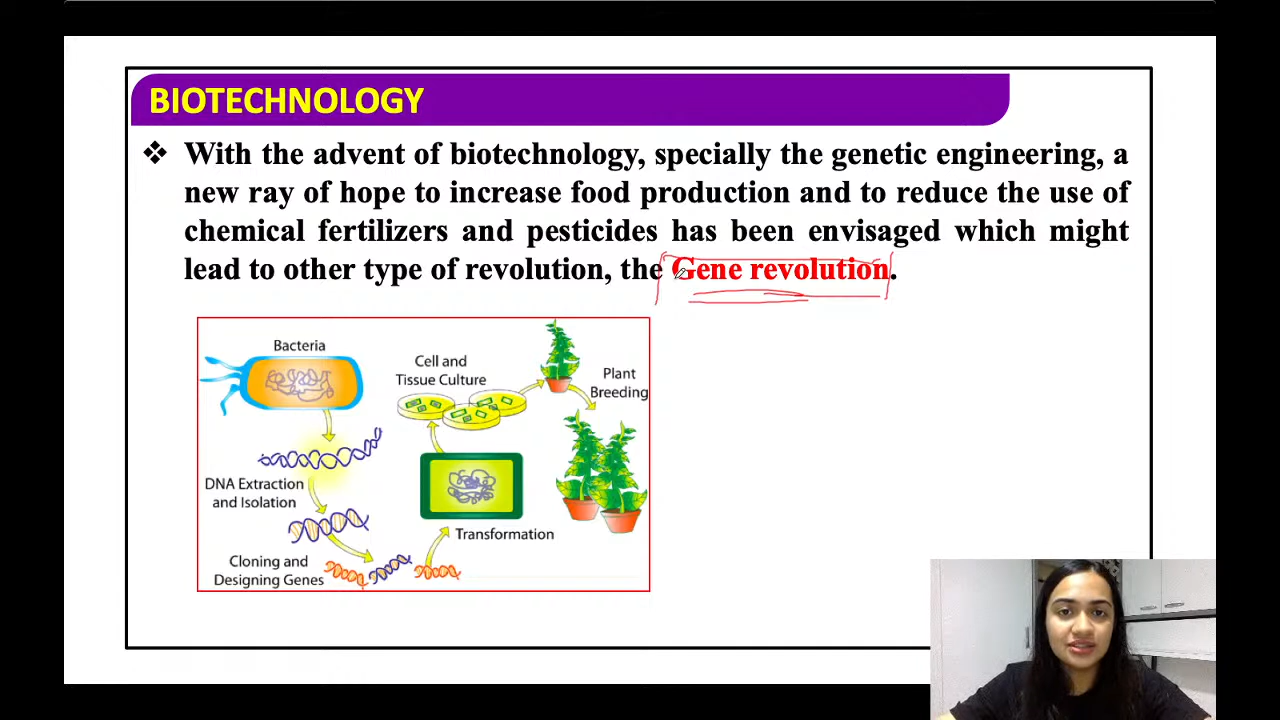 BIOTECHNOLOGY
❖ With the advent of biotechnology, specially the genetic engineering, a
new ray of hope to increase food production and to reduce the use of
chemical fertilizers and pesticides has been envisaged which might
lead to other type of revolution, the Gene revolution.
Bacteria
Cell and
Tissue Culture
Plant
Breeding
DNA Extraction
and Isolation
Transformation
Cloning and
Designing Genes